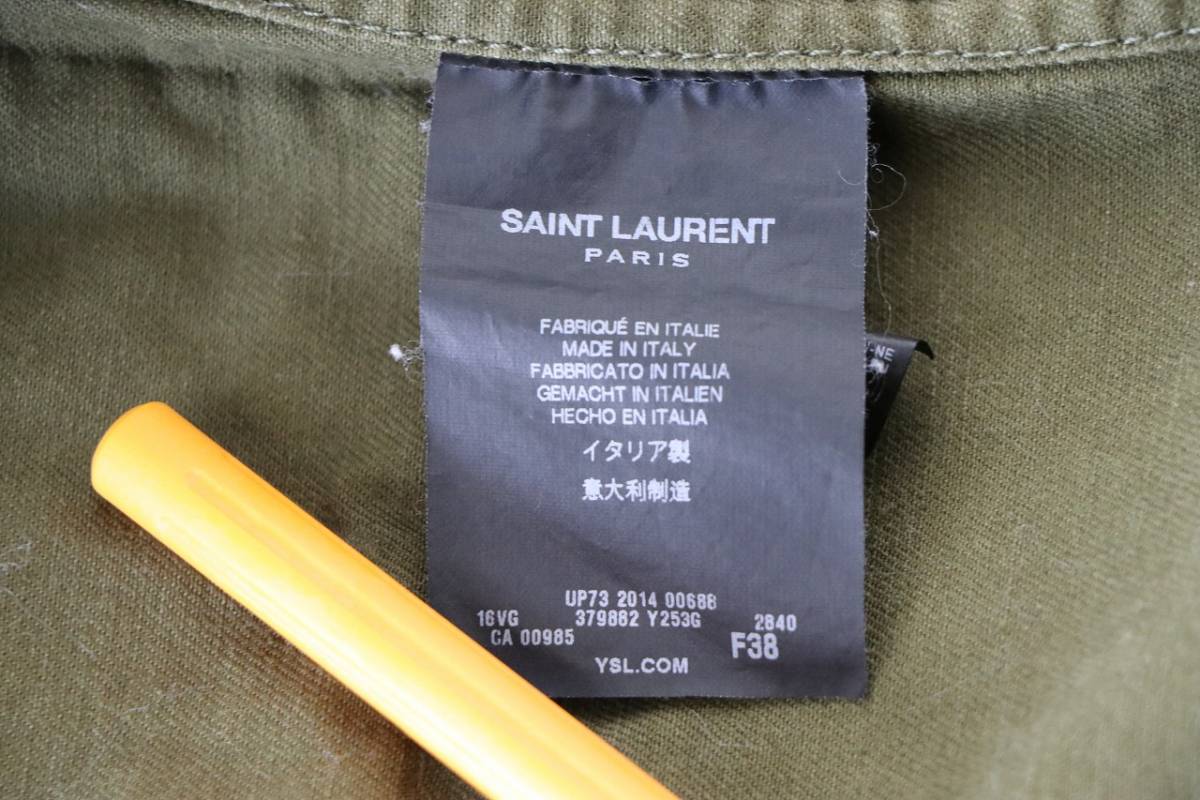 SAINT LAURENT
PARIS
FABRIQUÉ EN ITALIE
MADE IN ITALY
FABBRICATO IN ITALIA
GEMACHT IN ITALIEN
HECHO EN ITALIA
イタリア製
意大利制造
UP73 2014 00688
16VG 379882 Y253G 2840
CA 00985 F38
YSL.COM